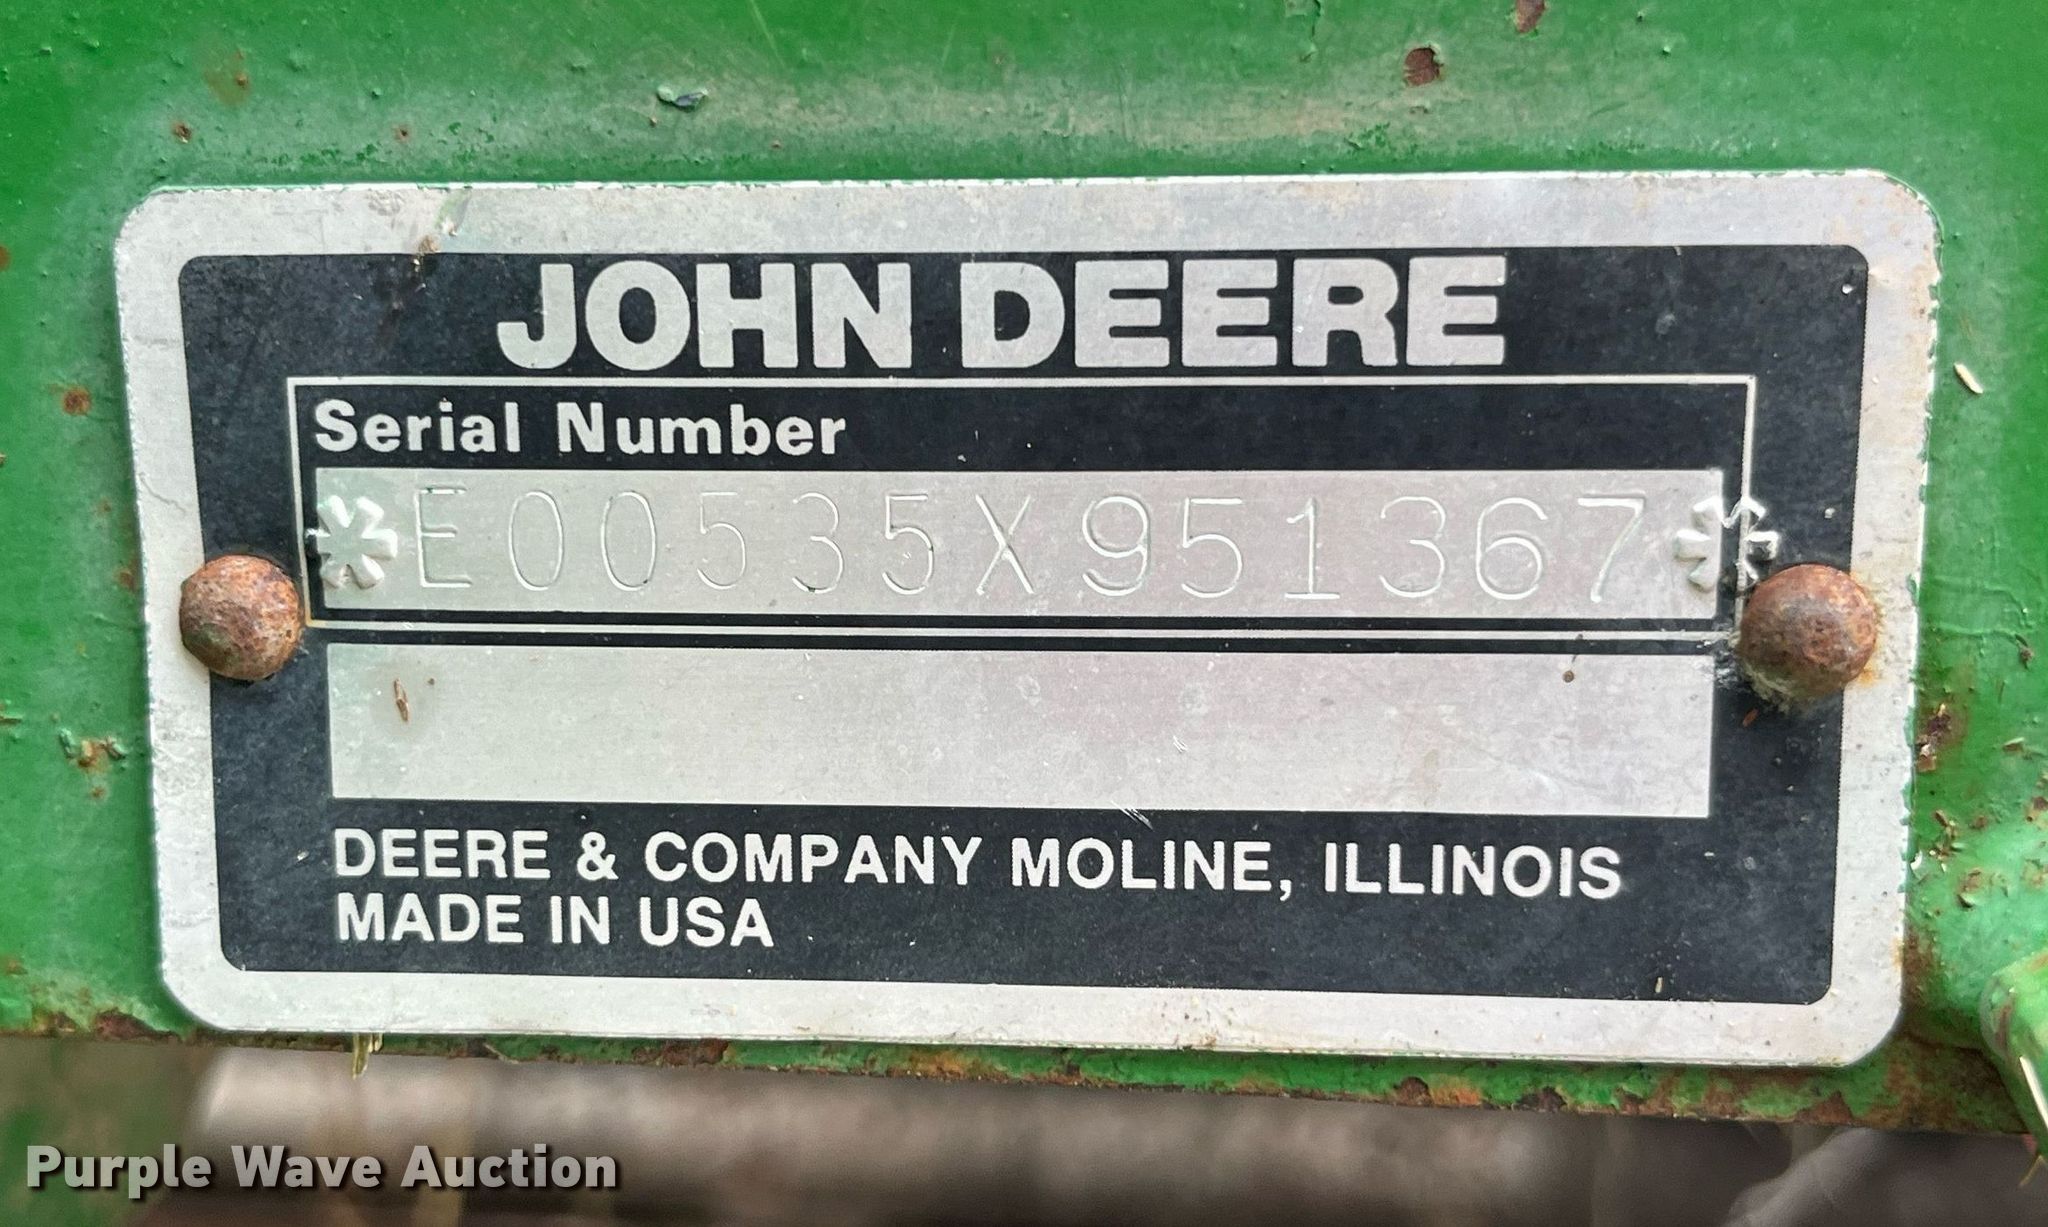 JOHN DEERE
Serial Number
*E00535X951367*
DEERE & COMPANY MOLINE, ILLINOIS
MADE IN USA
Purple Wave Auction